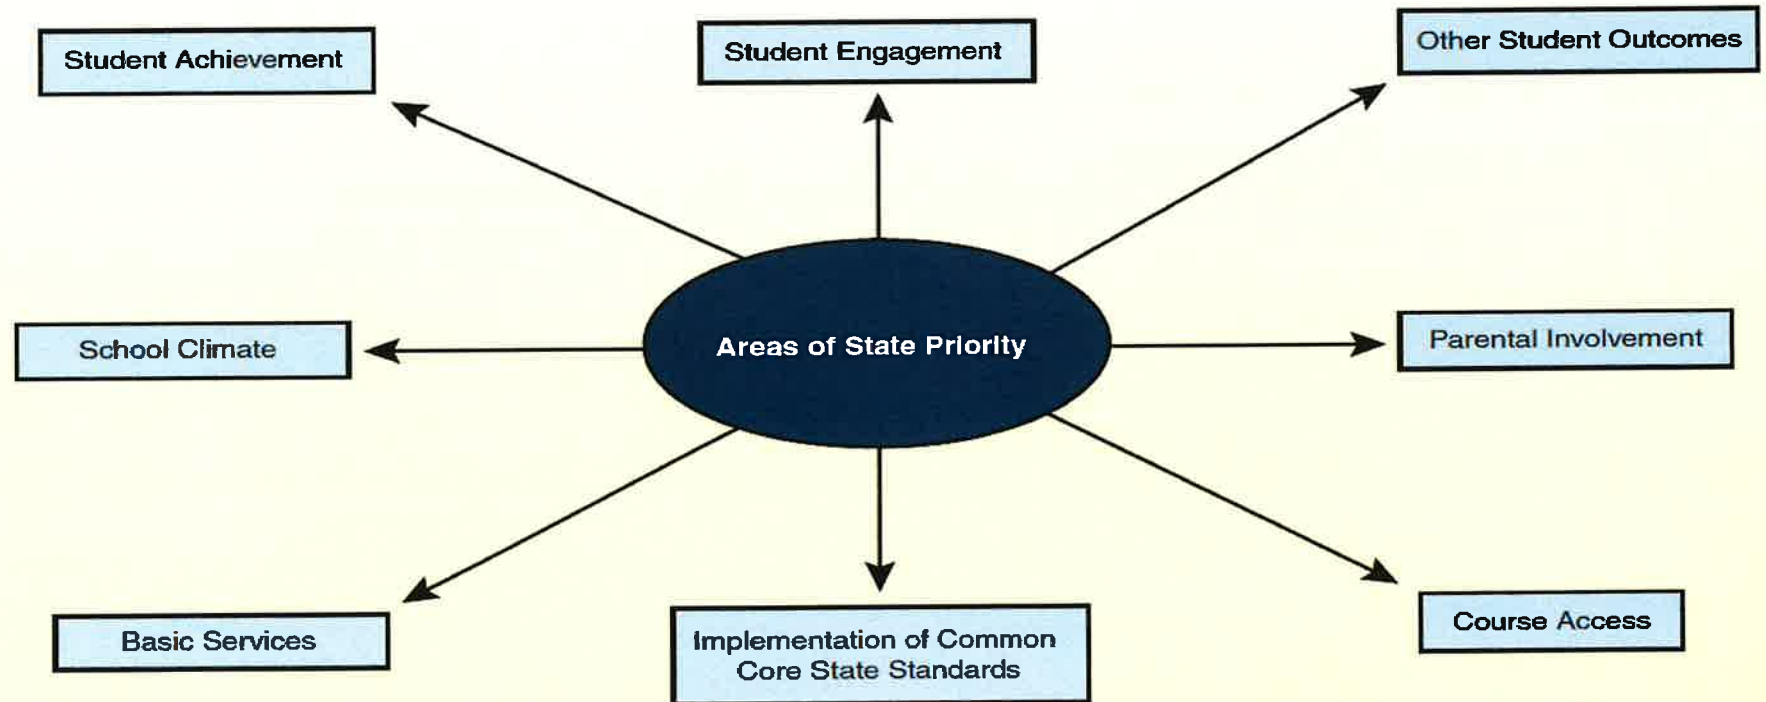 Student Achievement
Student Engagement
Other Student Outcomes
School Climate
Areas of State Priority
Parental Involvement
Basic Services
Implementation of Common
Core State Standards
Course Access